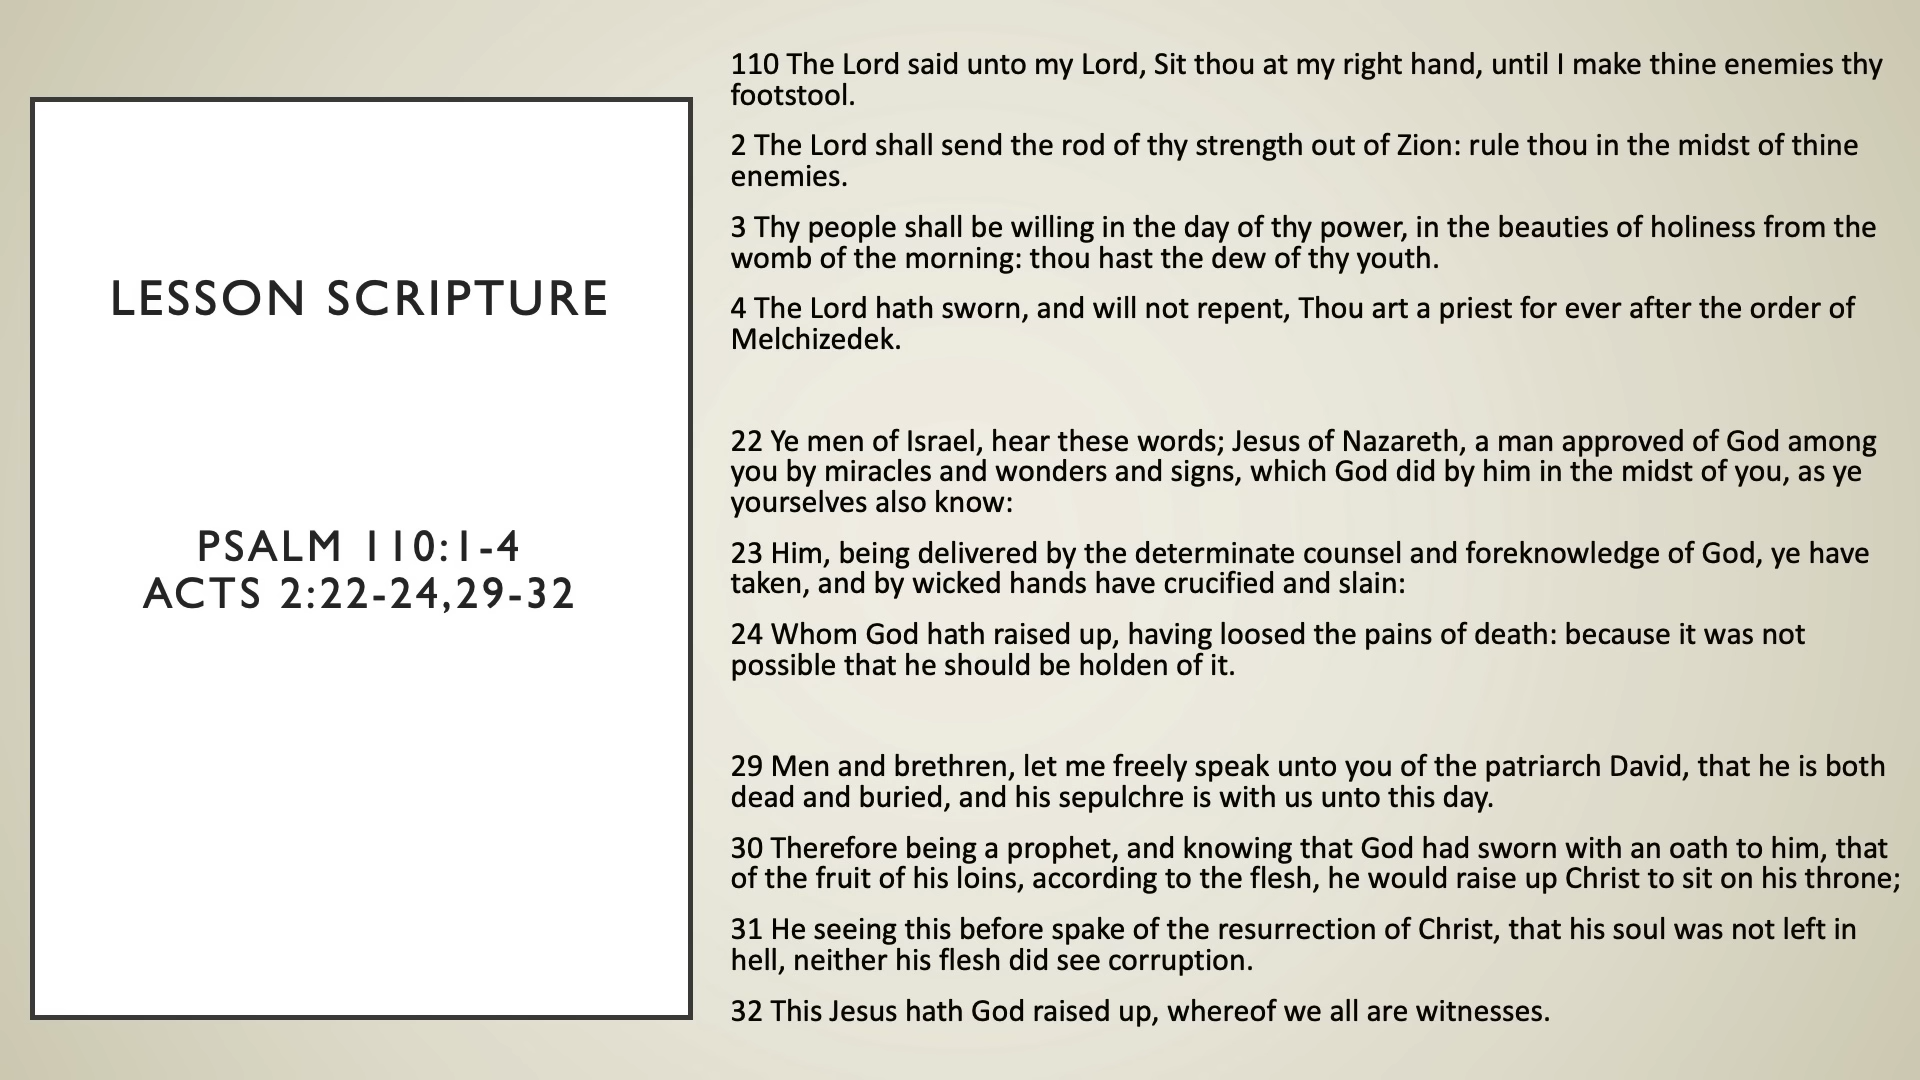 LESSON SCRIPTURE
PSALM 110:1-4
ACTS 2:22-24,29-32
110 The Lord said unto my Lord, Sit thou at my right hand, until I make thine enemies thy
footstool.
2 The Lord shall send the rod of thy strength out of Zion: rule thou in the midst of thine
enemies.
3 Thy people shall be willing in the day of thy power, in the beauties of holiness from the
womb of the morning: thou hast the dew of thy youth.
4 The Lord hath sworn, and will not repent, Thou art a priest for ever after the order of
Melchizedek.
22 Ye men of Israel, hear these words; Jesus of Nazareth, a man approved of God among
you by miracles and wonders and signs, which God did by him in the midst of you, as ye
yourselves also know:
23 Him, being delivered by the determinate counsel and foreknowledge of God, ye have
taken, and by wicked hands have crucified and slain:
24 Whom God hath raised up, having loosed the pains of death: because it was not
possible that he should be holden of it.
29 Men and brethren, let me freely speak unto you of the patriarch David, that he is both
dead and buried, and his sepulchre is with us unto this day.
30 Therefore being a prophet, and knowing that God had sworn with an oath to him, that
of the fruit of his loins, according to the flesh, he would raise up Christ to sit on his throne;
31 He seeing this before spake of the resurrection of Christ, that his soul was not left in
hell, neither his flesh did see corruption.
32 This Jesus hath God raised up, whereof we all are witnesses.